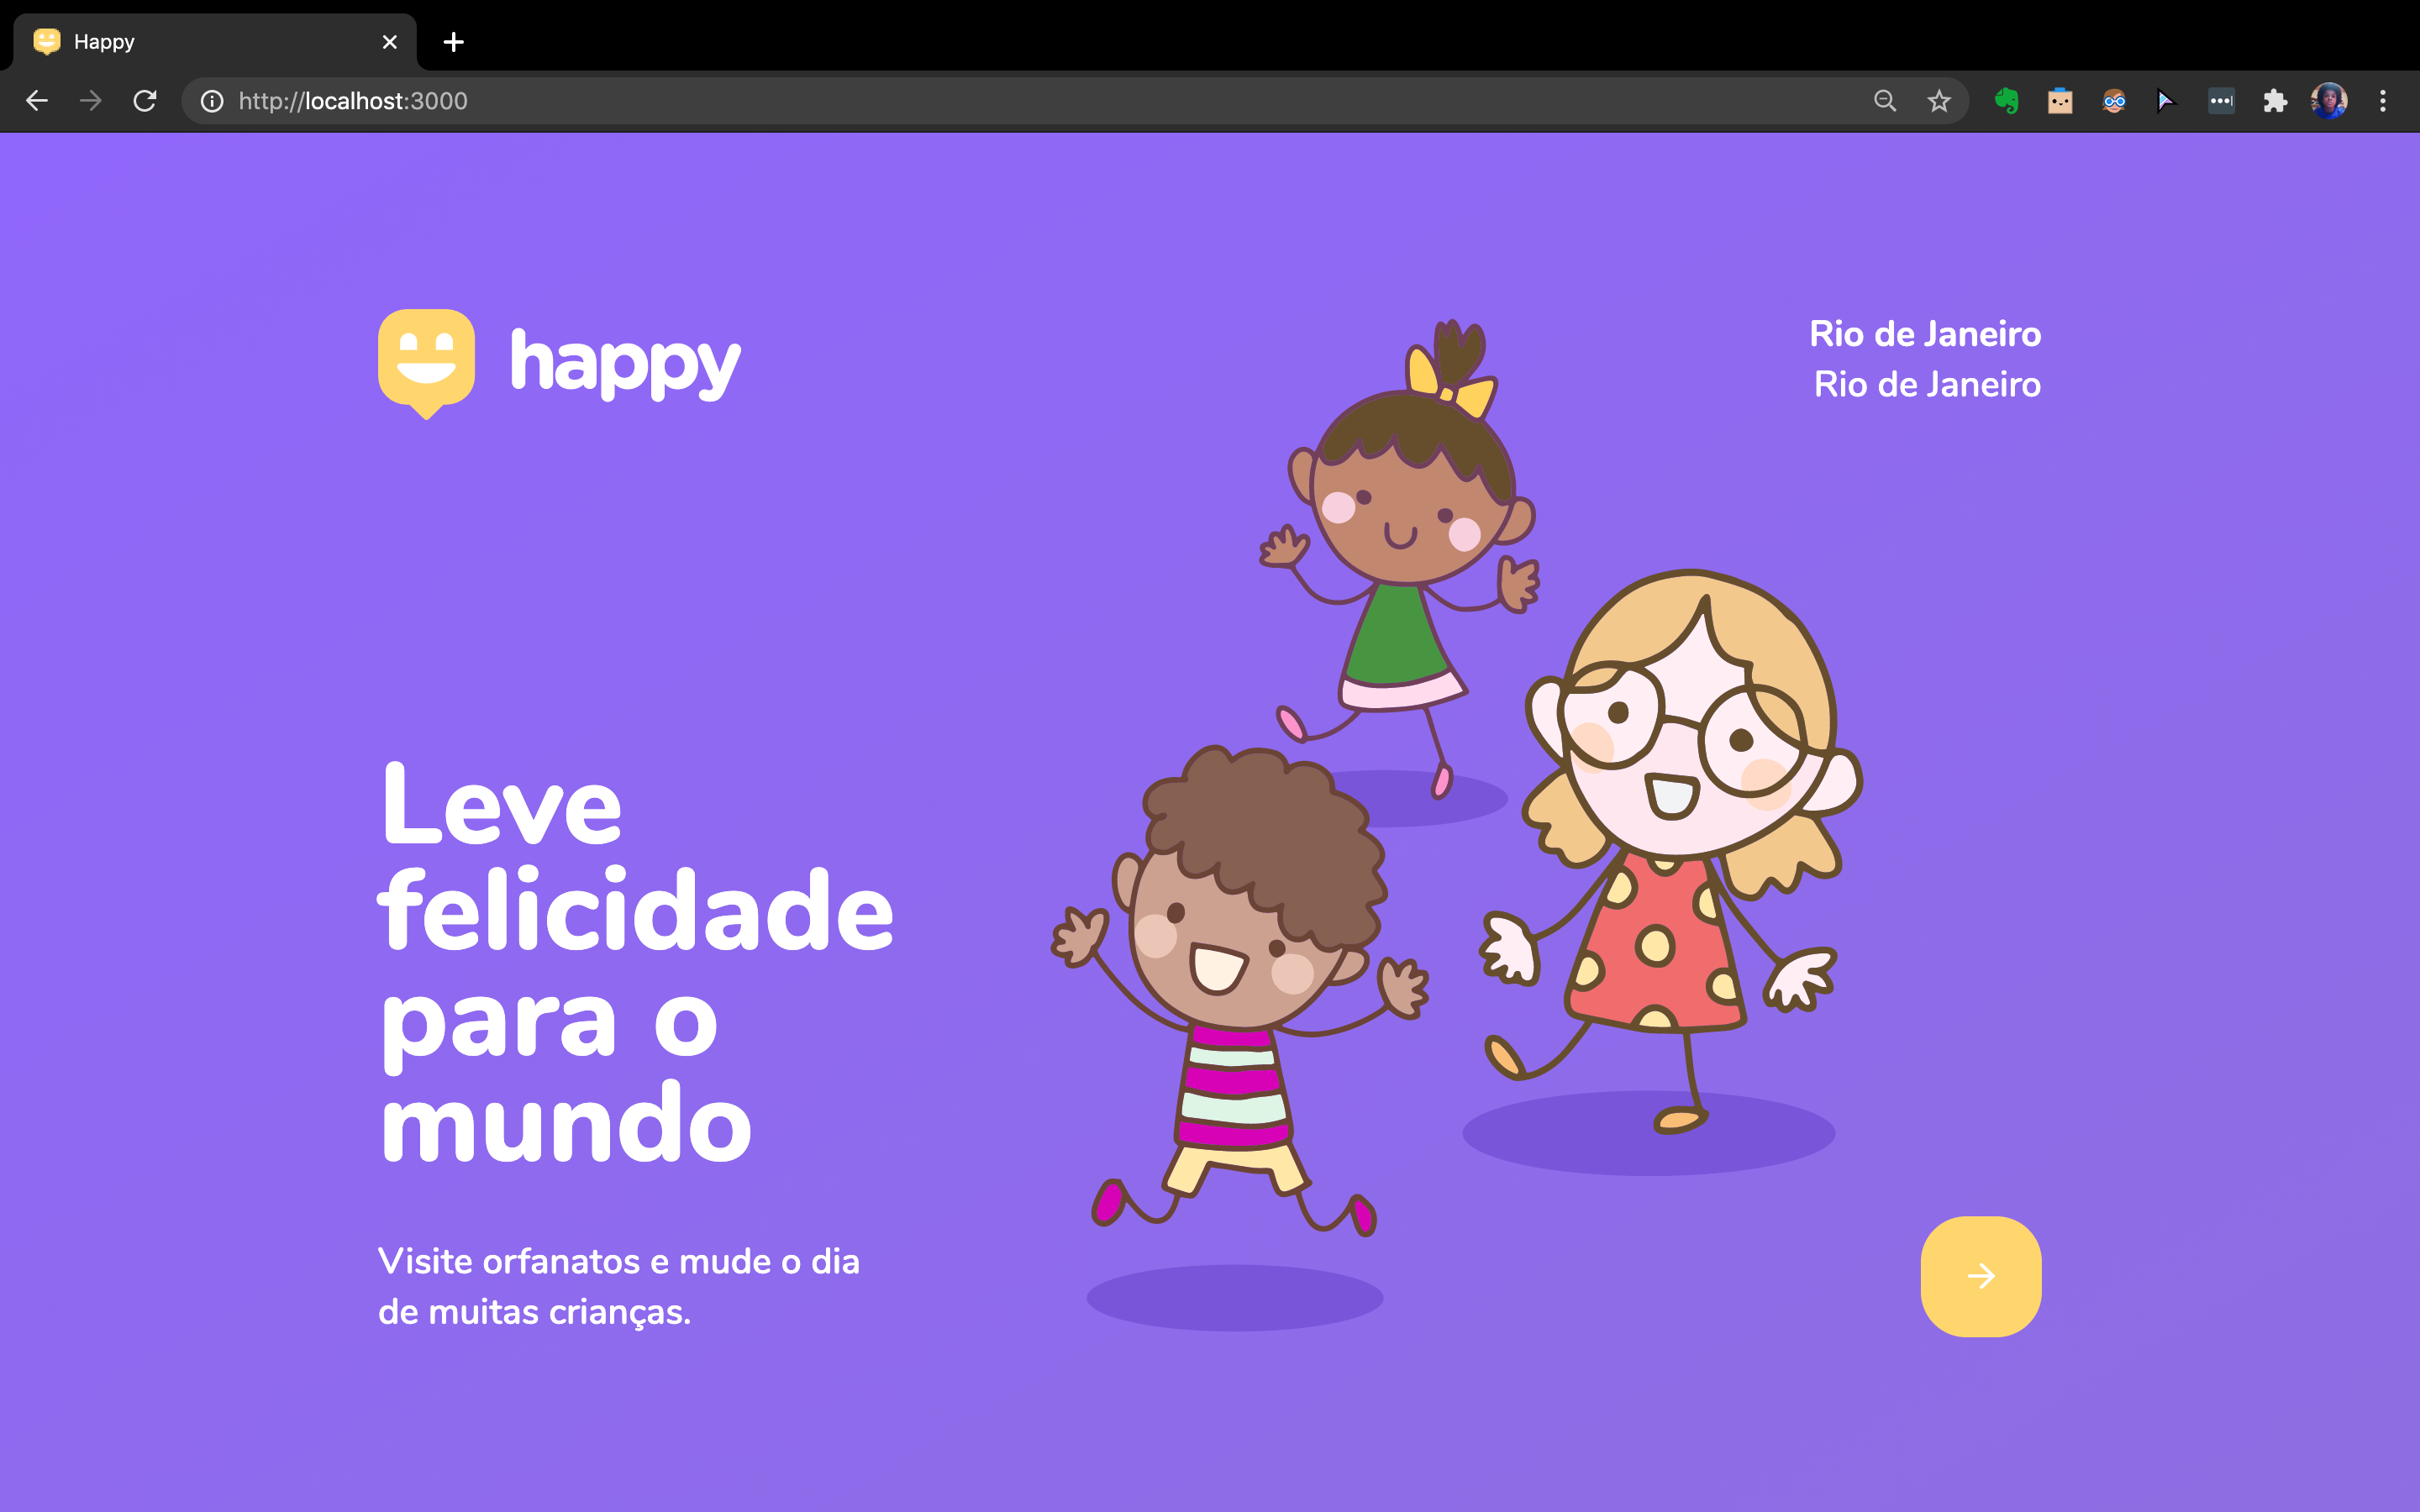 Happy
http://localhost:3000
happy
Rio de Janeiro
Rio de Janeiro
Leve
felicidade
para o
mundo
Visite orfanatos e mude o dia
de muitas crianças.